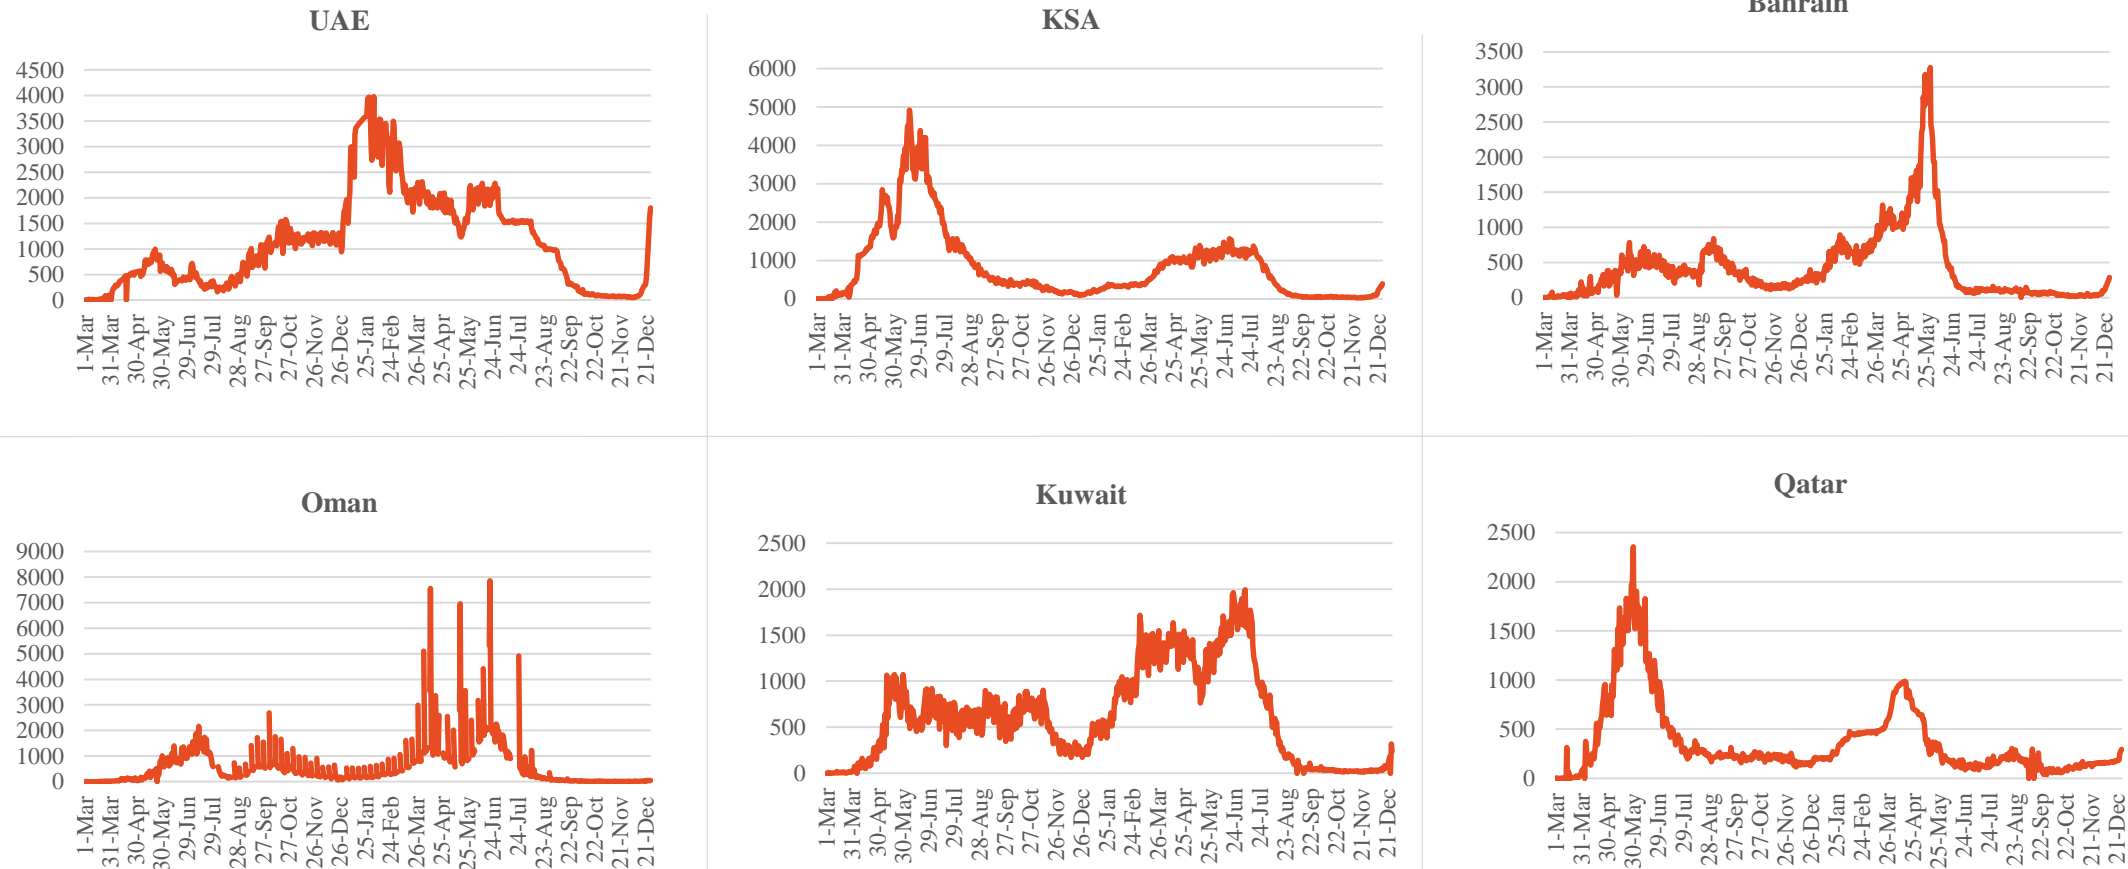 UAE
4500
4000
3500
3000
2500
2000
1500
1000
500
0
1-Mar
31-Mar
30-Apr
30-May
29-Jun
29-Jul
28-Aug
27-Sep
27-Oct
26-Nov
26-Dec
25-Jan
24-Feb
26-Mar
25-Apr
25-May
24-Jun
24-Jul
23-Aug
22-Sep
22-Oct
21-Nov
21-Dec
KSA
6000
5000
4000
3000
2000
1000
0
1-Mar
31-Mar
30-Apr
30-May
29-Jun
29-Jul
28-Aug
27-Sep
27-Oct
26-Nov
26-Dec
25-Jan
24-Feb
26-Mar
25-Apr
25-May
24-Jun
24-Jul
23-Aug
22-Sep
22-Oct
21-Nov
21-Dec
Bahrain
3500
3000
2500
2000
1500
1000
500
0
1-Mar
31-Mar
30-Apr
30-May
29-Jun
29-Jul
28-Aug
27-Sep
27-Oct
26-Nov
26-Dec
25-Jan
24-Feb
26-Mar
25-Apr
25-May
24-Jun
24-Jul
23-Aug
22-Sep
22-Oct
21-Nov
21-Dec
Oman
9000
8000
7000
6000
5000
4000
3000
2000
1000
0
1-Mar
31-Mar
30-Apr
30-May
29-Jun
29-Jul
28-Aug
27-Sep
27-Oct
26-Nov
26-Dec
25-Jan
24-Feb
26-Mar
25-Apr
25-May
24-Jun
24-Jul
23-Aug
22-Sep
22-Oct
21-Nov
21-Dec
Kuwait
2500
2000
1500
1000
500
0
1-Mar
31-Mar
30-Apr
30-May
29-Jun
29-Jul
28-Aug
27-Sep
27-Oct
26-Nov
26-Dec
25-Jan
24-Feb
26-Mar
25-Apr
25-May
24-Jun
24-Jul
23-Aug
22-Sep
22-Oct
21-Nov
21-Dec
Qatar
2500
2000
1500
1000
500
0
1-Mar
31-Mar
30-Apr
30-May
29-Jun
29-Jul
28-Aug
27-Sep
27-Oct
26-Nov
26-Dec
25-Jan
24-Feb
26-Mar
25-Apr
25-May
24-Jun
24-Jul
23-Aug
22-Sep
22-Oct
21-Nov
21-Dec